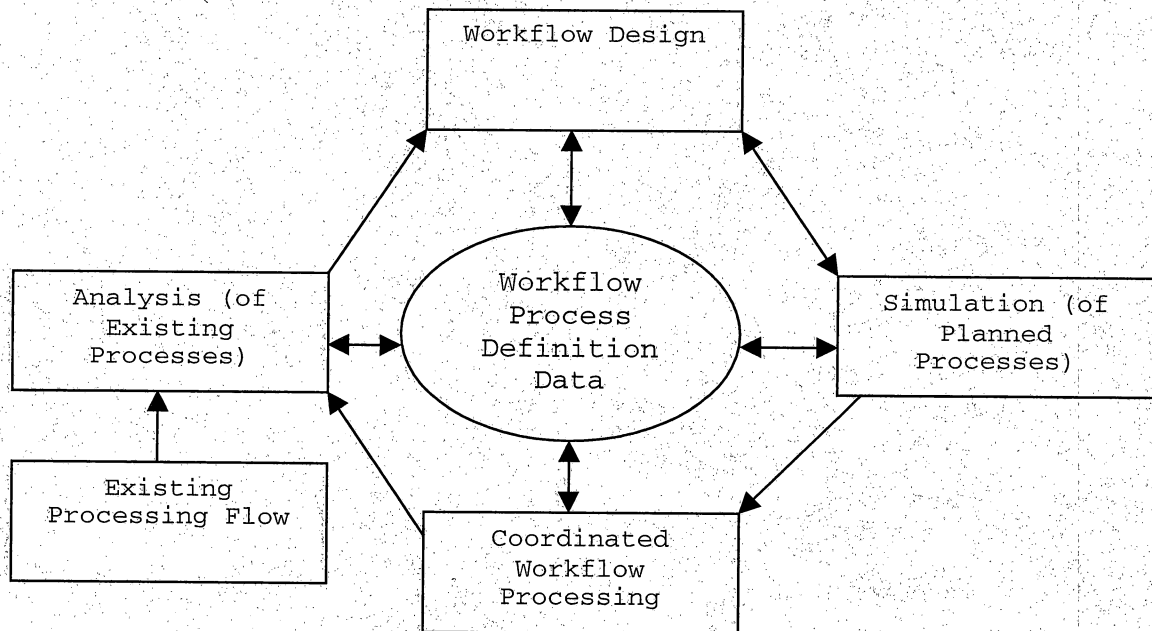 Workflow Design
Analysis (of
Existing
Processes)
Workflow
Process
Definition
Data
Simulation (of
Planned
Processes)
Existing
Processing Flow
Coordinated
Workflow
Processing